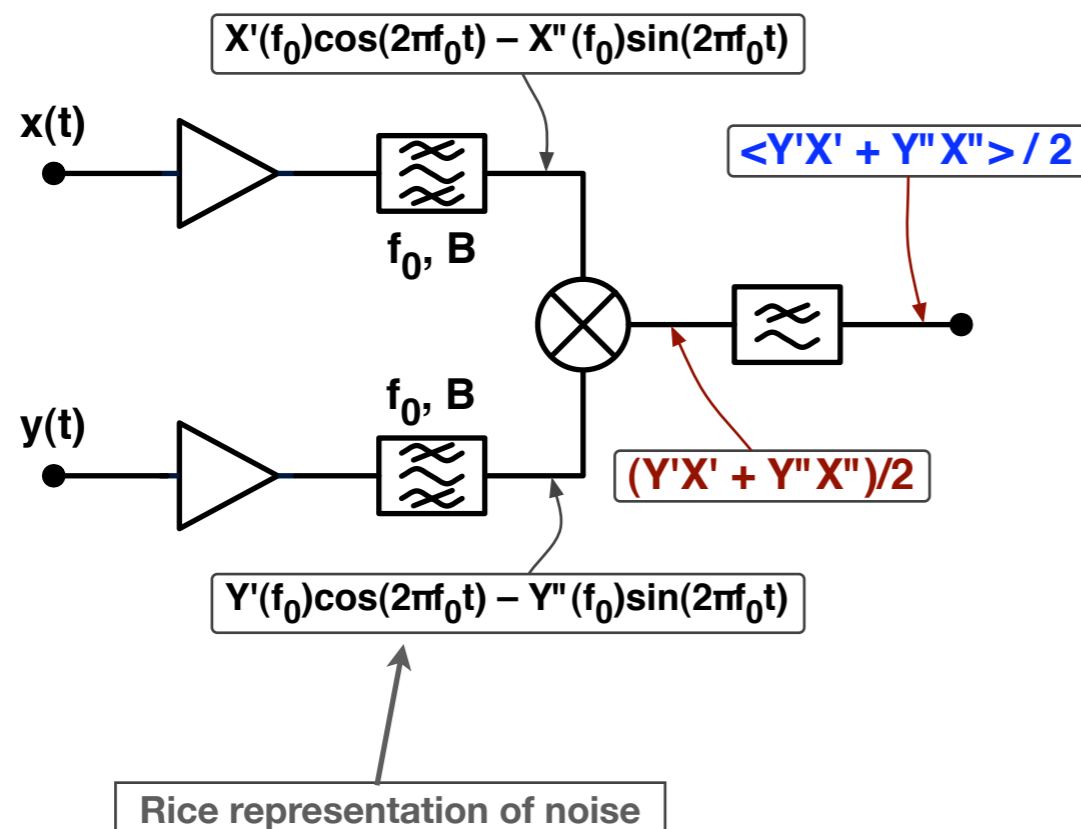 X'(f₀)cos(2πf₀t) – X"(f₀)sin(2πf₀t)
x(t)
<Y'X' + Y"X"> / 2
f₀, B
f₀, B
y(t)
(Y'X' + Y"X")/2
Y'(f₀)cos(2πf₀t) – Y"(f₀)sin(2πf₀t)
Rice representation of noise